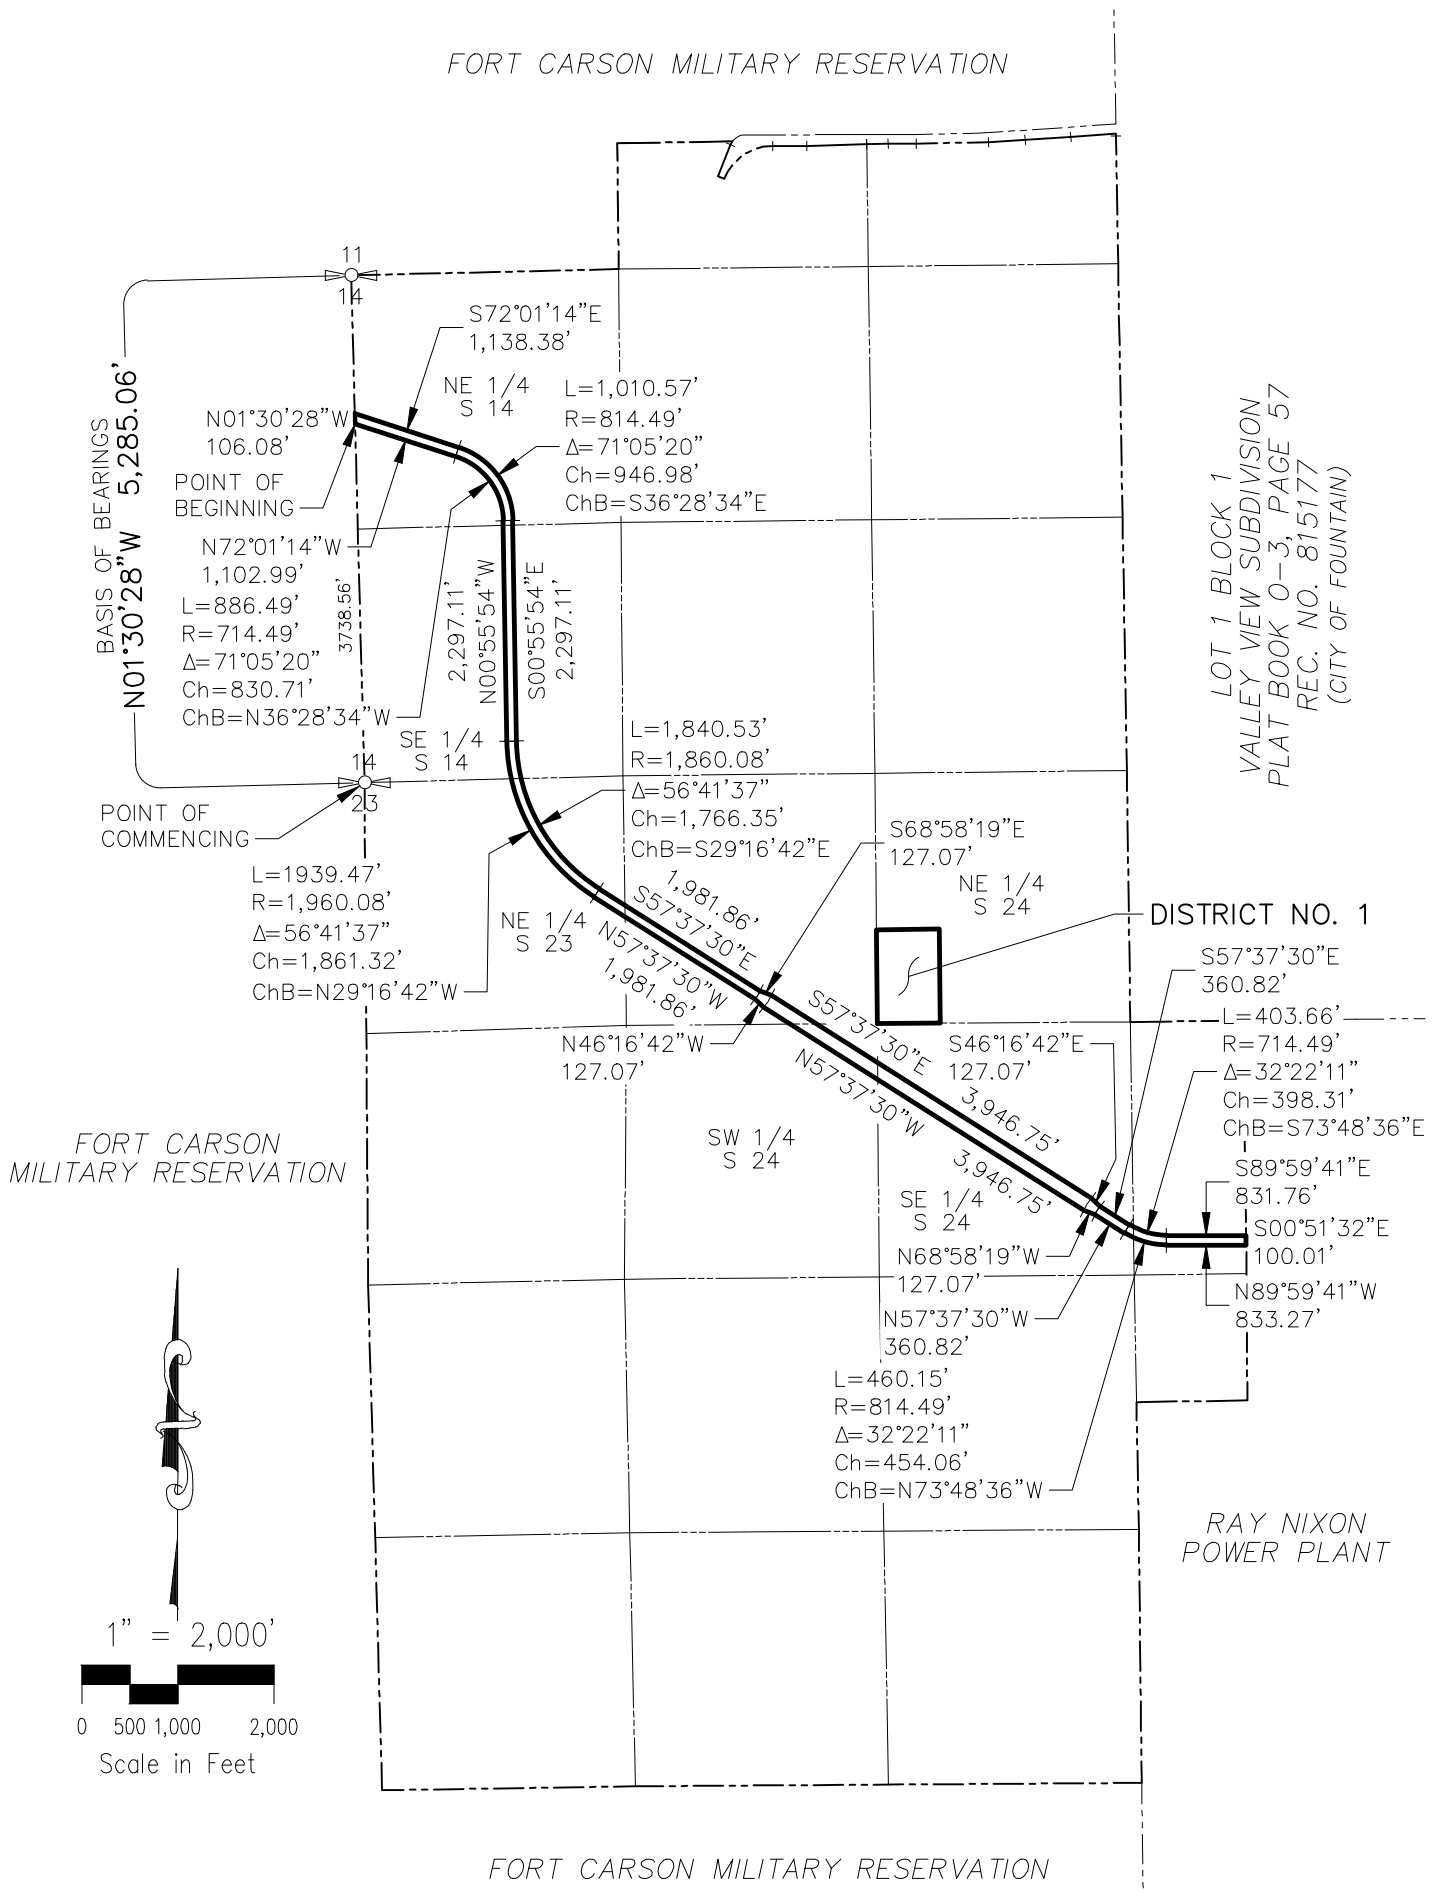 FORT CARSON MILITARY RESERVATION
11
14
S72°01'14"E
1,138.38'
NE 1/4
S 14
L=1,010.57'
R=814.49'
Δ=71°05'20"
Ch=946.98'
ChB=S36°28'34"E
N01°30'28"W
106.08'
POINT OF
BEGINNING
BASIS OF BEARINGS
N01°30'28"W 5,285.06'
N72°01'14"W
1,102.99'
L=886.49'
R=714.49'
Δ=71°05'20"
Ch=830.71'
ChB=N36°28'34"W
3738.56'
2,297.11'
N00°55'54"W
S00°55'54"E
2,297.11'
LOT 1 BLOCK 1
VALLEY VIEW SUBDIVISION
PLAT BOOK O-3, PAGE 57
REC. NO. 815177
(CITY OF FOUNTAIN)
SE 1/4
S 14
14
23
POINT OF
COMMENCING
L=1,840.53'
R=1,860.08'
Δ=56°41'37"
Ch=1,766.35'
ChB=S29°16'42"E
S68°58'19"E
127.07'
L=1939.47'
R=1,960.08'
Δ=56°41'37"
Ch=1,861.32'
ChB=N29°16'42"W
NE 1/4
S 23
1,981.86'
S57°37'30"E
N57°37'30"W
1,981.86'
NE 1/4
S 24
DISTRICT NO. 1
S57°37'30"E
360.82'
N46°16'42"W
127.07'
S57°37'30"E
N57°37'30"W
3,946.75'
3,946.75'
S46°16'42"E
127.07'
L=403.66'
R=714.49'
Δ=32°22'11"
Ch=398.31'
ChB=S73°48'36"E
FORT CARSON
MILITARY RESERVATION
SW 1/4
S 24
SE 1/4
S 24
S89°59'41"E
831.76'
S00°51'32"E
100.01'
N89°59'41"W
833.27'
N68°58'19"W
127.07'
N57°37'30"W
360.82'
L=460.15'
R=814.49'
Δ=32°22'11"
Ch=454.06'
ChB=N73°48'36"W
RAY NIXON
POWER PLANT
1" = 2,000'
0 500 1,000 2,000
Scale in Feet
FORT CARSON MILITARY RESERVATION